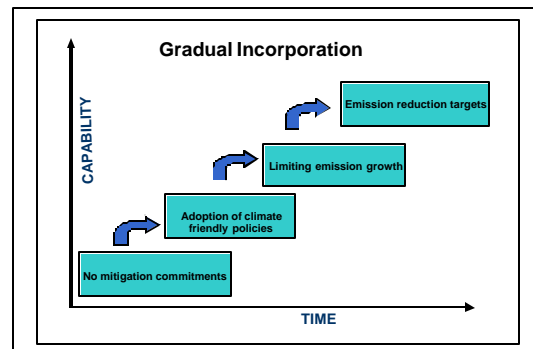 Gradual Incorporation
Emission reduction targets
CAPABILITY
Limiting emission growth
Adoption of climate
friendly policies
No mitigation commitments
TIME